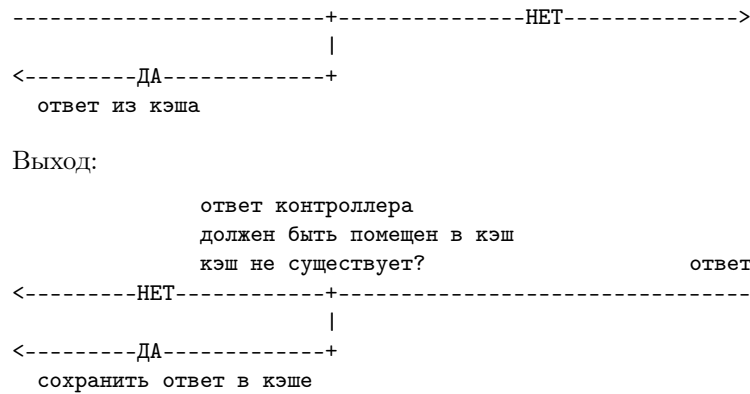 --------------------------+---------------НЕТ-------------->
|
<---------ДА-------------+
ответ из кэша
Выход:
ответ контроллера
должен быть помещен в кэш
кэш не существует? ответ
<---------НЕТ------------+----------------------------------
|
<---------ДА-------------+
сохранить ответ в кэше